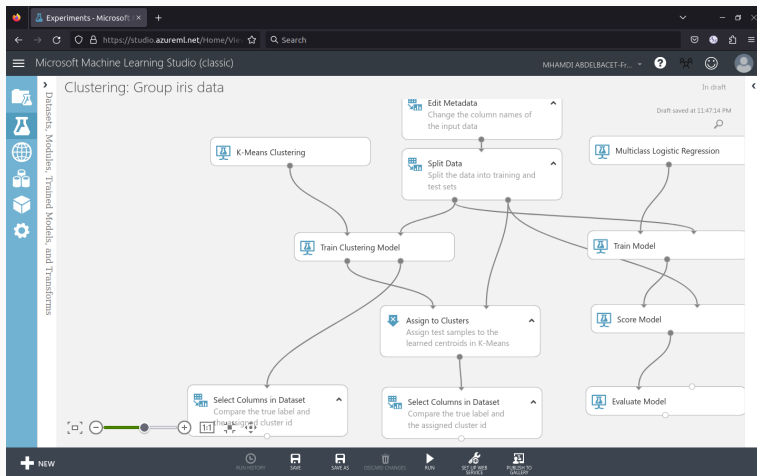 Experiments - Microsoft
https://studio.azureml.net/Home/Vie
Search
Microsoft Machine Learning Studio (classic)
MHAMDI ABDELBACET-Fr...
Datasets, Modules, Trained Models, and Transforms
Clustering: Group iris data
In draft
Draft saved at 11:47:14 PM
Edit Metadata
Change the column names of
the input data
K-Means Clustering
Split Data
Split the data into training and
test sets
Multiclass Logistic Regression
Train Clustering Model
Train Model
Assign to Clusters
Assign test samples to the
learned centroids in K-Means
Score Model
Select Columns in Dataset
Compare the true label and
the assigned cluster id
Select Columns in Dataset
Compare the true label and
the assigned cluster id
Evaluate Model
1:1
NEW
RUN HISTORY
SAVE
SAVE AS
DISCARD CHANGES
RUN
SET UP WEB
SERVICE
PUBLISH TO
GALLERY